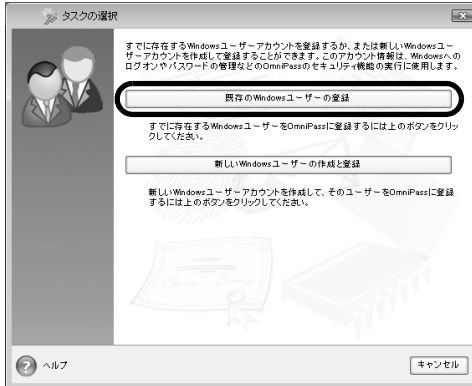 タスクの選択
すでに存在するWindowsユーザーアカウントを登録するか、または新しいWindowsユー
ザーアカウントを作成して登録することができます。このアカウント情報は、Windowsへの
ログオンやパスワードの管理などのOmniPassのセキュリティ機能の実行に使用します。
既存のWindowsユーザーの登録
すでに存在するWindowsユーザーをOmniPassに登録するには上のボタンをクリッ
クしてください。
新しいWindowsユーザーの作成と登録
新しいWindowsユーザーアカウントを作成して、そのユーザーをOmniPassに登録
するには上のボタンをクリックしてください。
? ヘルプ
キャンセル